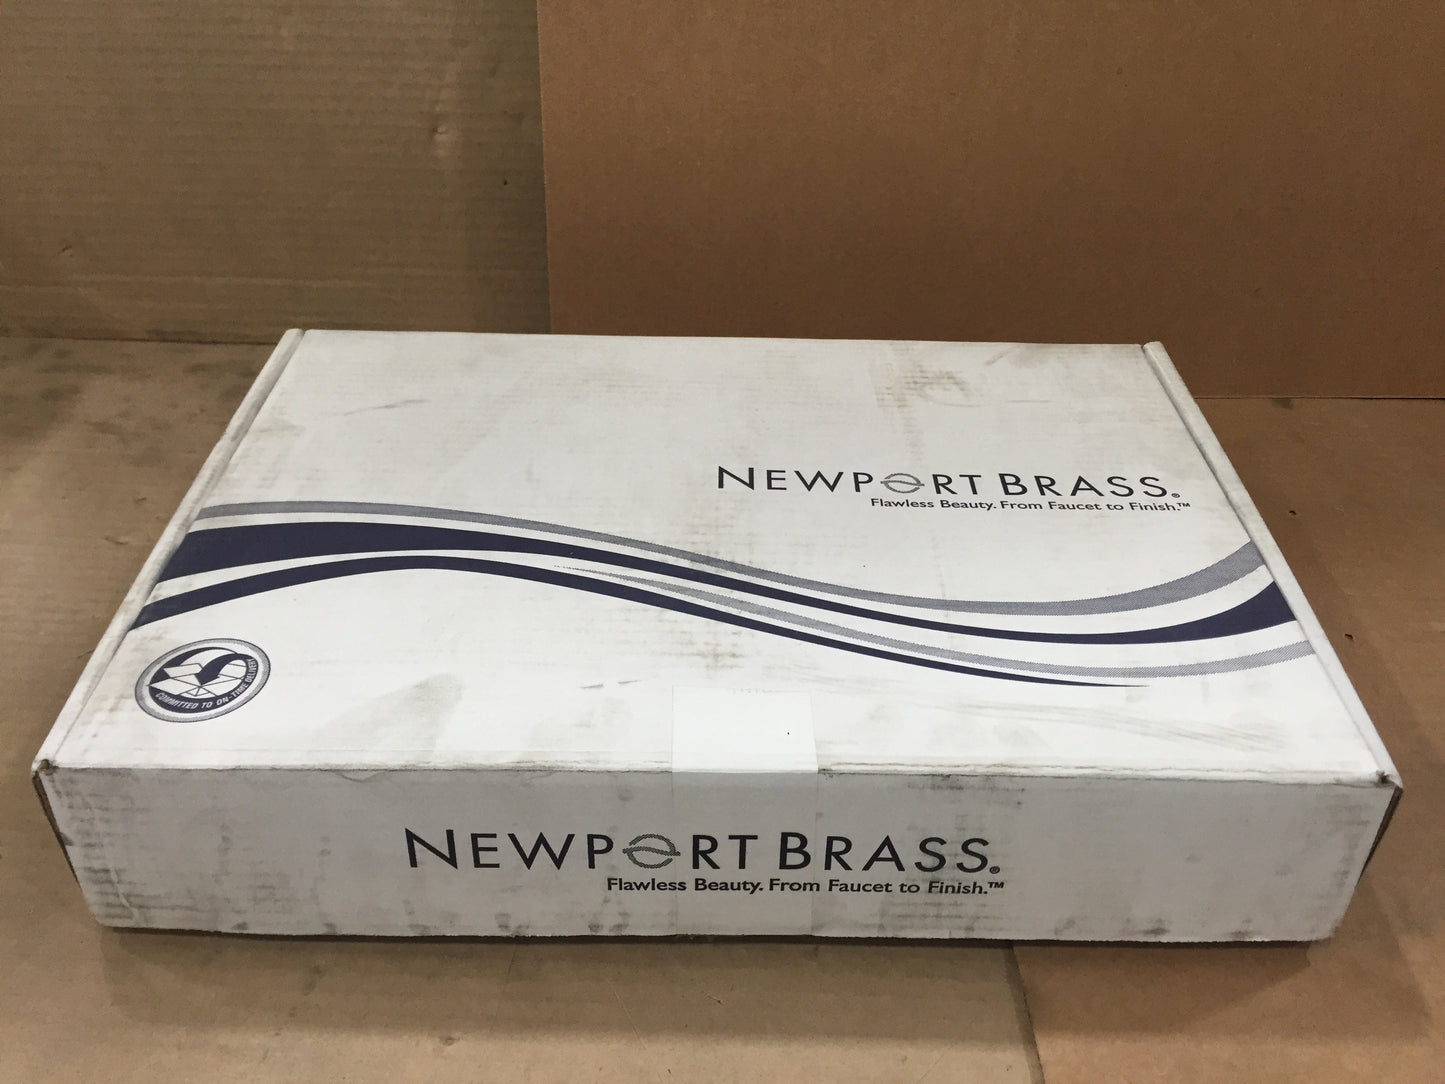 NEWPORT BRASS®
Flawless Beauty. From Faucet to Finish.™
COMMITTED TO ON-TIME DELIVERY
NEWPORT BRASS®
Flawless Beauty. From Faucet to Finish.™